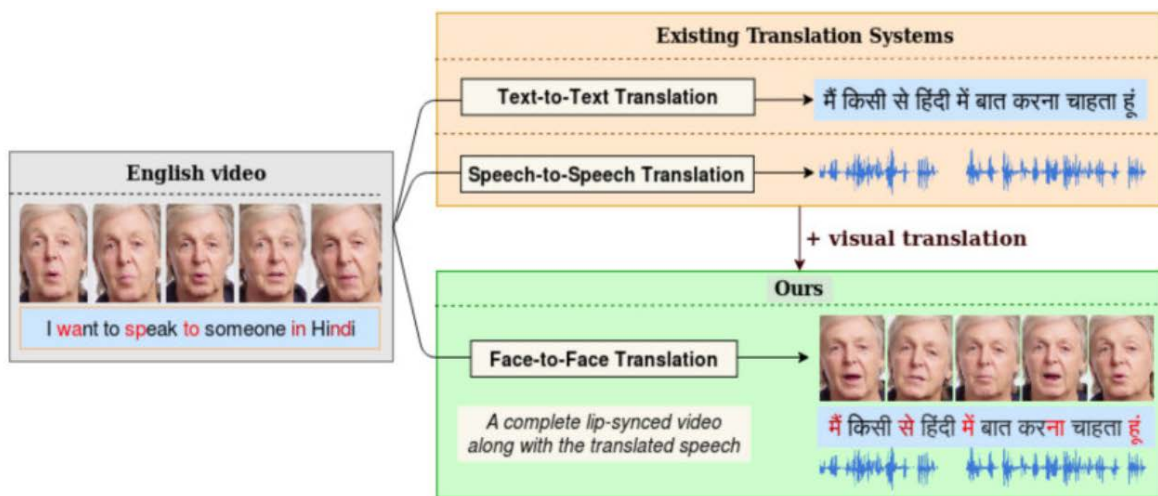 Existing Translation Systems
Text-to-Text Translation
मैं किसी से हिंदी में बात करना चाहता हूं
English video
Speech-to-Speech Translation
+ visual translation
I want to speak to someone in Hindi
Ours
Face-to-Face Translation
A complete lip-synced video
along with the translated speech
मैं किसी से हिंदी में बात करना चाहता हूं